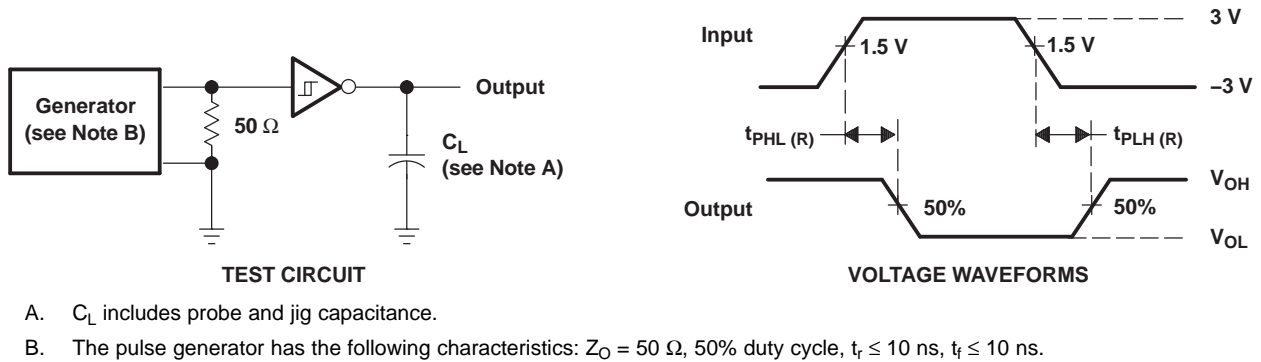 Generator
(see Note B)
50 Ω
Output
C_L
(see Note A)
TEST CIRCUIT
Input
1.5 V
1.5 V
3 V
–3 V
t_PHL (R)
t_PLH (R)
Output
50%
50%
V_OH
V_OL
VOLTAGE WAVEFORMS
A. C_L includes probe and jig capacitance.
B. The pulse generator has the following characteristics: Z_O = 50 Ω, 50% duty cycle, t_r ≤ 10 ns, t_f ≤ 10 ns.